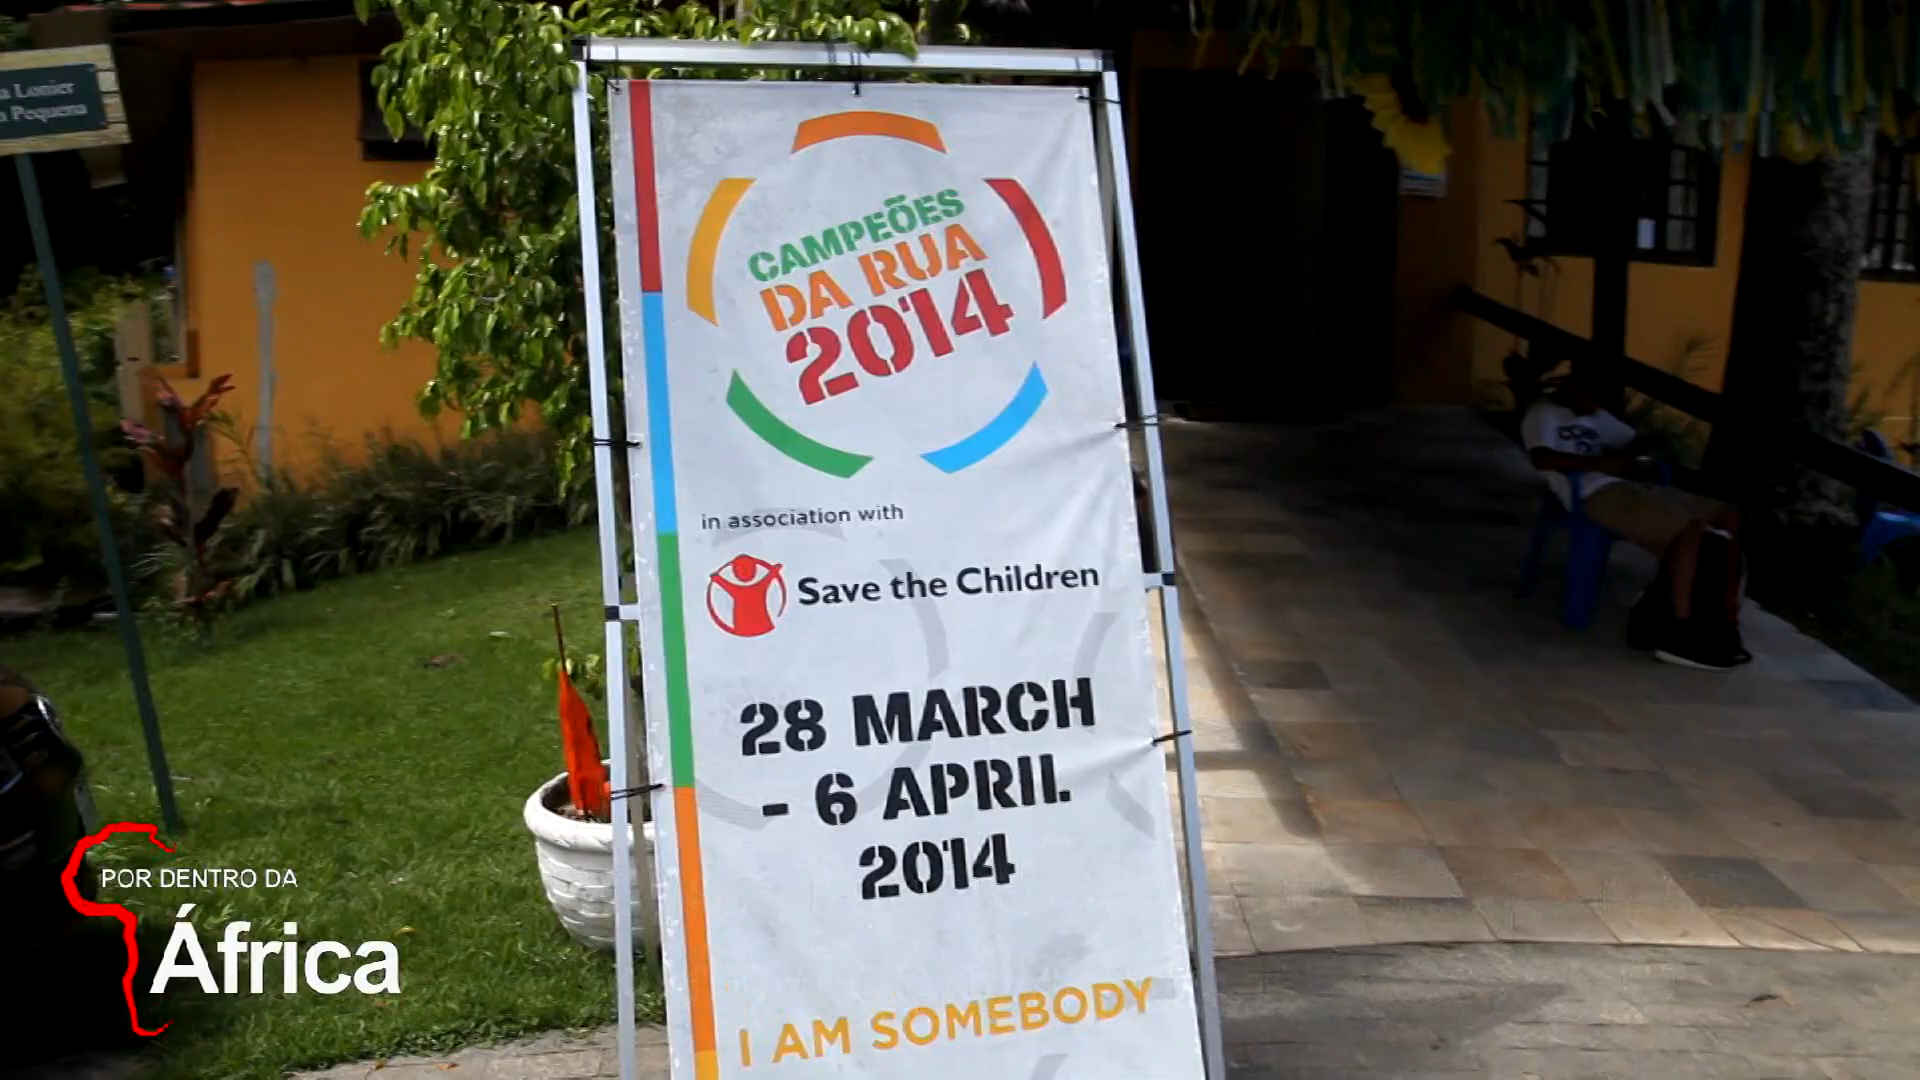 Pequena
CAMPEÕES
DA RUA
2014
in association with
Save the Children
28 MARCH
- 6 APRIL
2014
I AM SOMEBODY
POR DENTRO DA
África